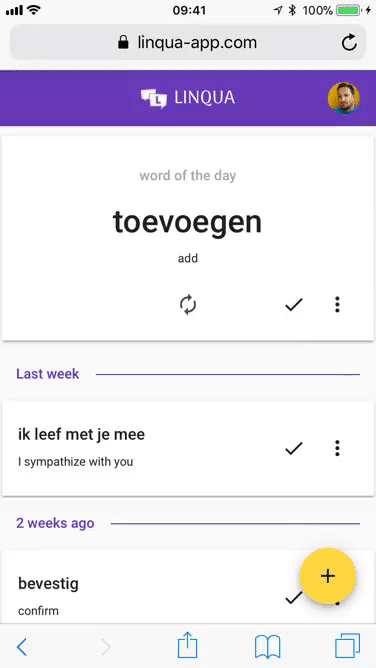 09:41
100%
linqua-app.com
L LINQUA
word of the day
toevoegen
add
Last week
ik leef met je mee
I sympathize with you
2 weeks ago
bevestig
confirm